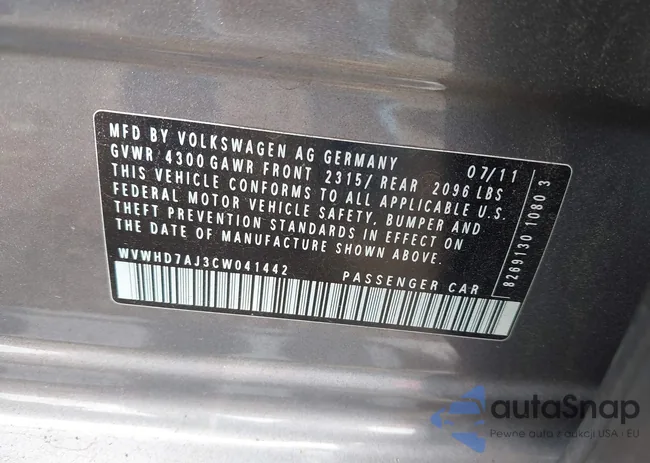 MFD BY VOLKSWAGEN AG GERMANY 07/11
GVWR 4300 GAWR FRONT 2315/ REAR 2096 LBS
THIS VEHICLE CONFORMS TO ALL APPLICABLE U.S.
FEDERAL MOTOR VEHICLE SAFETY, BUMPER AND
THEFT PREVENTION STANDARDS IN EFFECT ON
THE DATE OF MANUFACTURE SHOWN ABOVE.
WVWHD7AJ3CW041442 PASSENGER CAR
8269130 1080 3
autoSnap
Pewne auta z aukcji USA · EU